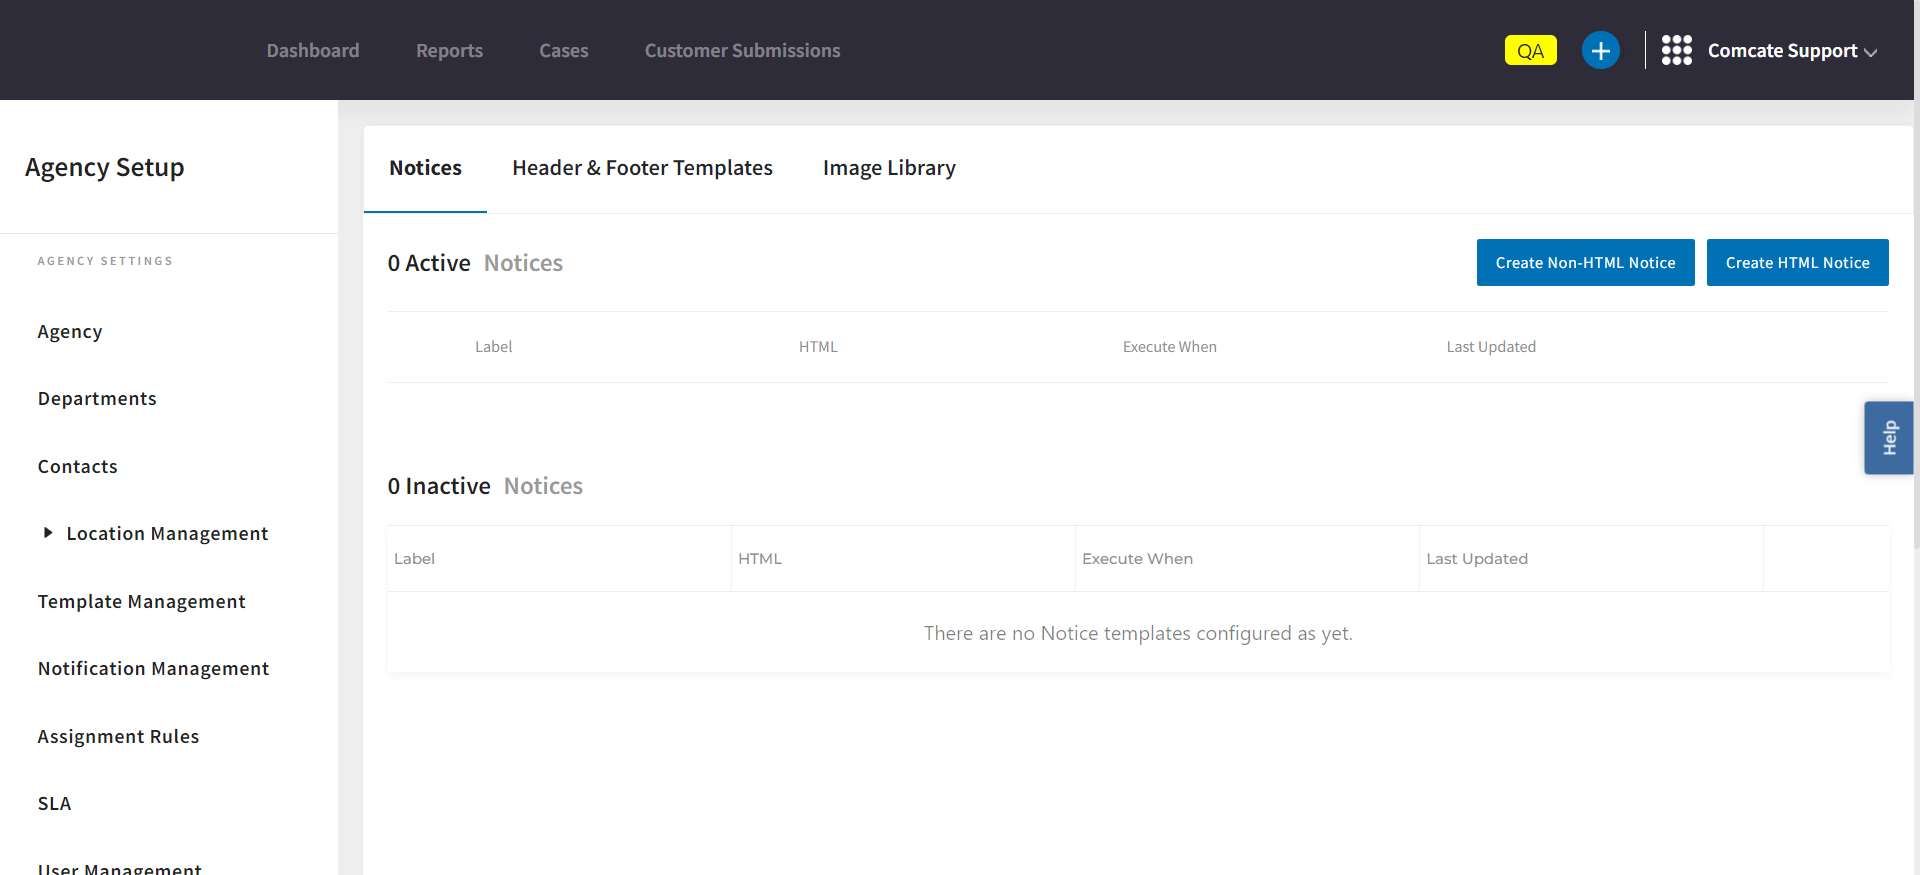 Dashboard Reports Cases Customer Submissions QA Comcate Support
Agency Setup
AGENCY SETTINGS
Agency
Departments
Contacts
Location Management
Template Management
Notification Management
Assignment Rules
SLA
User Management
Notices Header & Footer Templates Image Library
0 Active Notices Create Non-HTML Notice Create HTML Notice
Label HTML Execute When Last Updated
0 Inactive Notices
Label HTML Execute When Last Updated
There are no Notice templates configured as yet.
Help